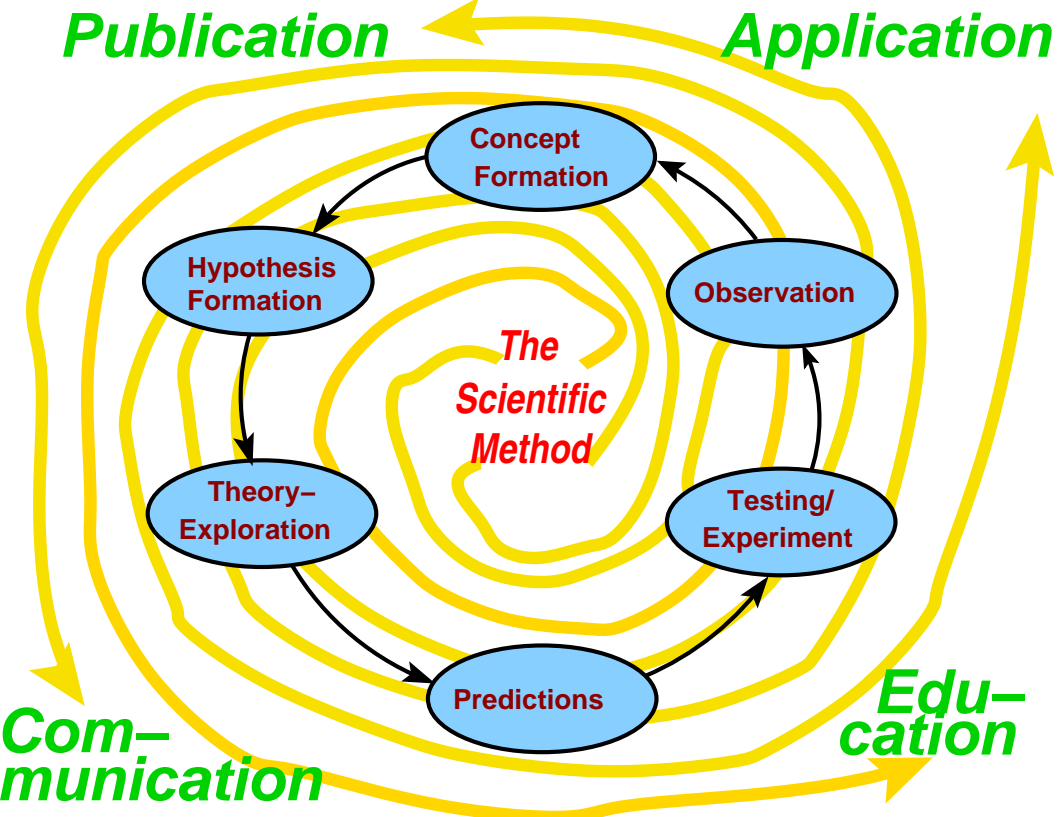 Publication
Application
Concept
Formation
Hypothesis
Formation
Observation
The
Scientific
Method
Theory–
Exploration
Testing/
Experiment
Predictions
Edu–
cation
Com–
munication